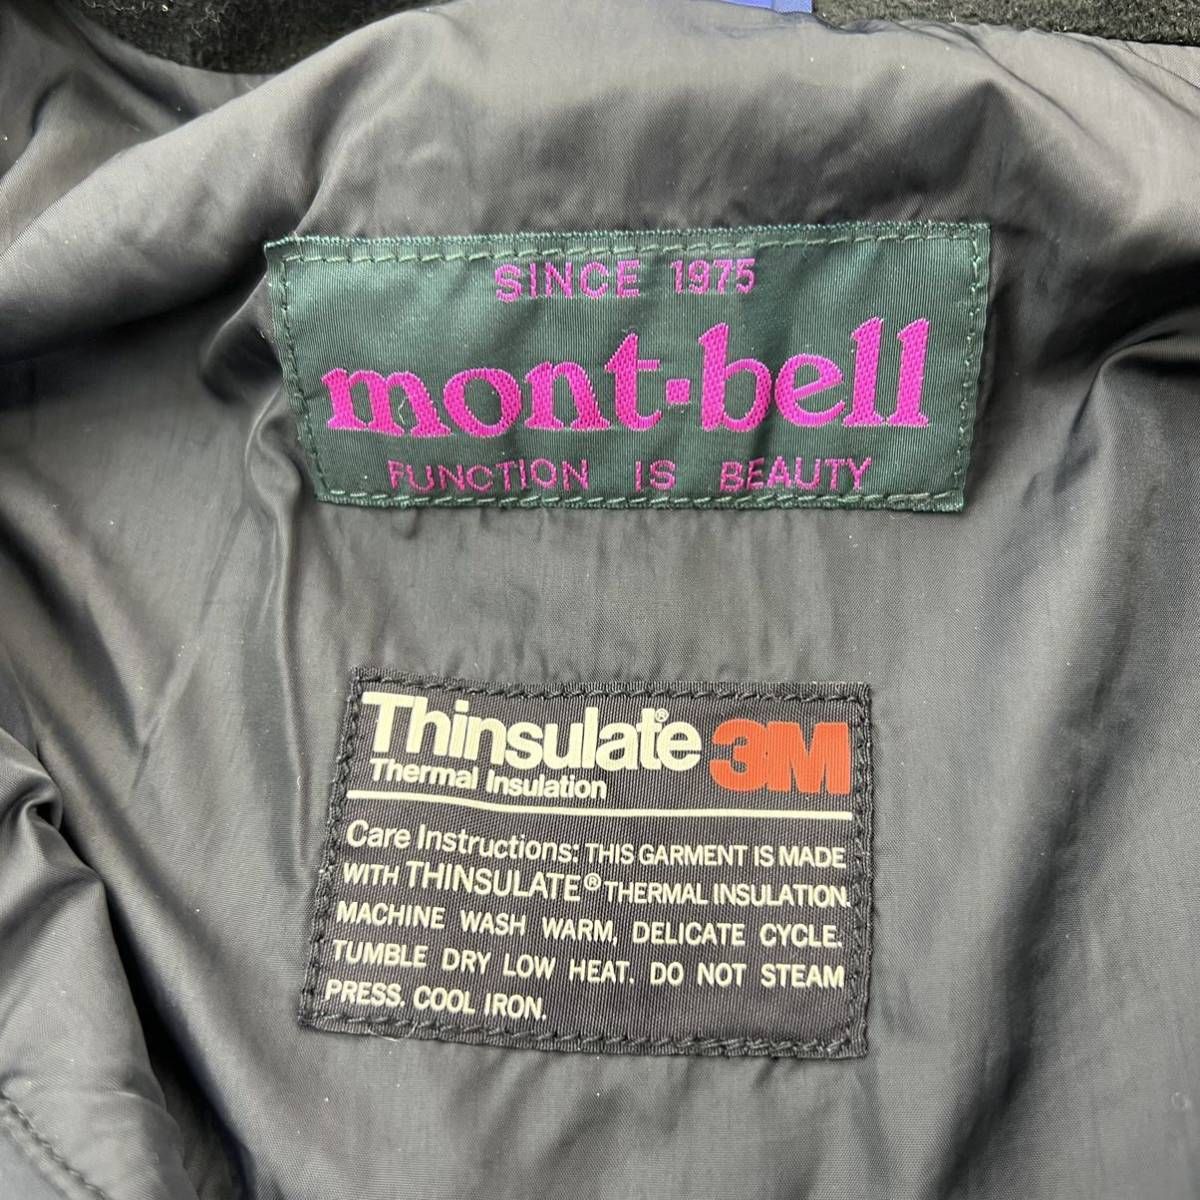 SINCE 1975
mont-bell
FUNCTION IS BEAUTY
Thinsulate® 3M
Thermal Insulation
Care Instructions: THIS GARMENT IS MADE
WITH THINSULATE® THERMAL INSULATION.
MACHINE WASH WARM, DELICATE CYCLE.
TUMBLE DRY LOW HEAT. DO NOT STEAM
PRESS. COOL IRON.